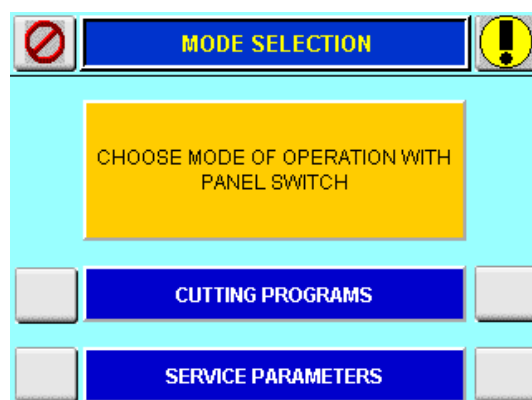 MODE SELECTION
CHOOSE MODE OF OPERATION WITH
PANEL SWITCH
CUTTING PROGRAMS
SERVICE PARAMETERS